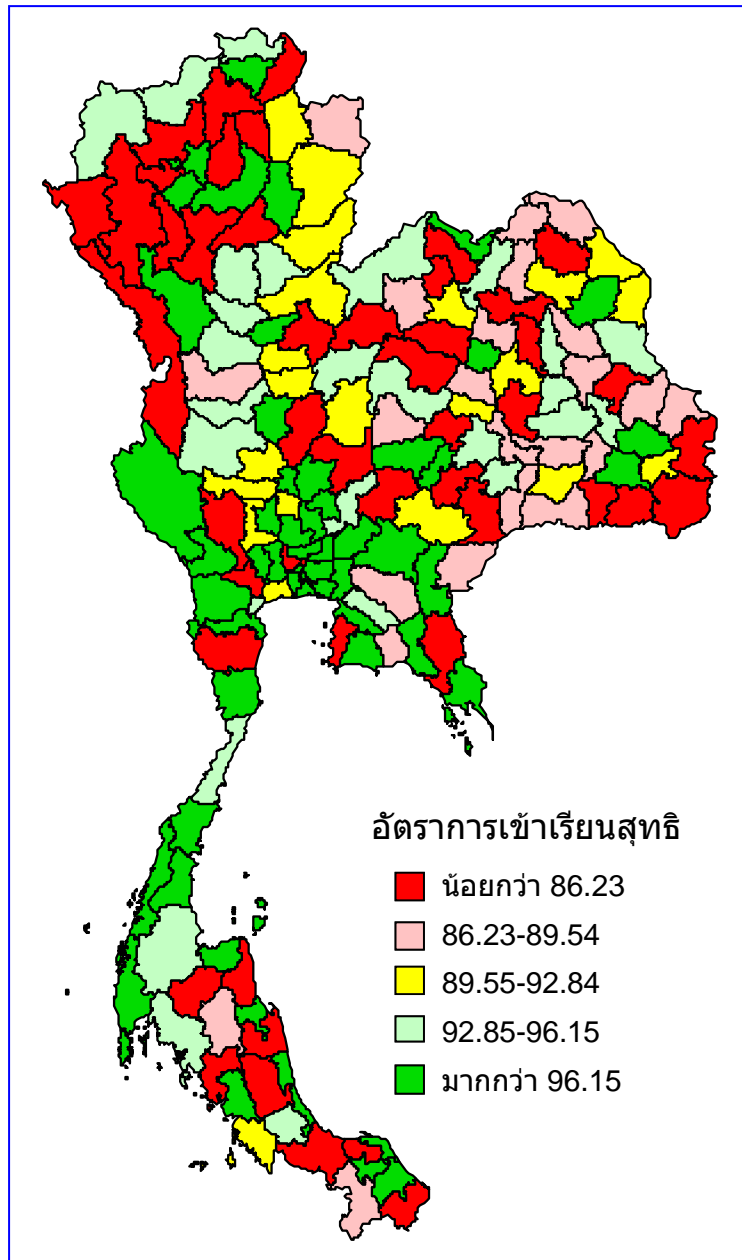 อัตราการเข้าเรียนสุทธิ
น้อยกว่า 86.23
86.23-89.54
89.55-92.84
92.85-96.15
มากกว่า 96.15